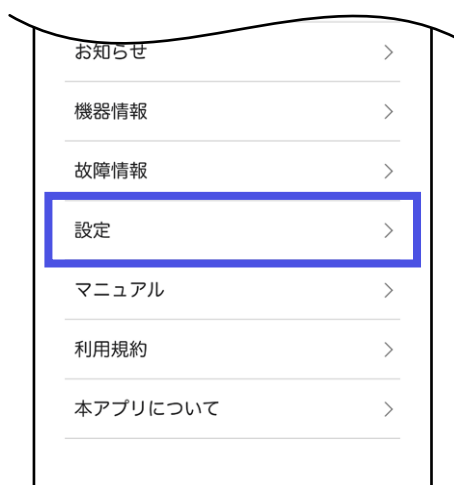 お知らせ
機器情報
故障情報
設定
マニュアル
利用規約
本アプリについて